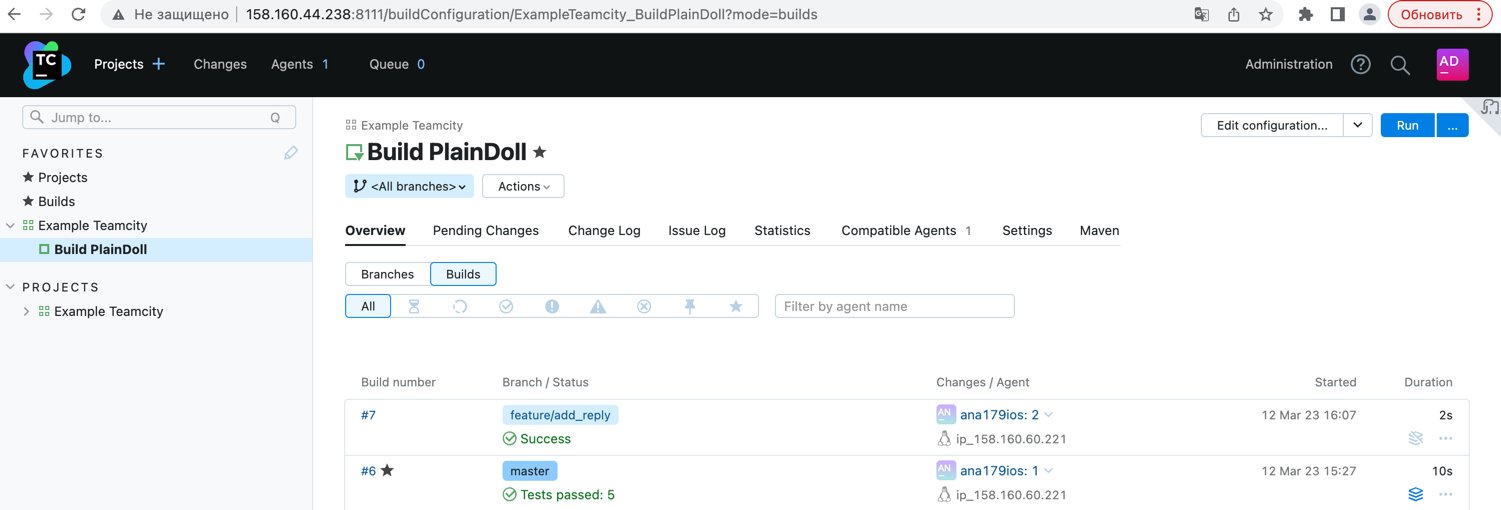 Не защищено 158.160.44.238:8111/buildConfiguration/ExampleTeamcity_BuildPlainDoll?mode=builds Обновить
TC Projects Changes Agents 1 Queue 0 Administration AD
Jump to... Q
FAVORITES
Projects
Builds
Example Teamcity
Build PlainDoll
PROJECTS
Example Teamcity
Example Teamcity Edit configuration... Run ...
Build PlainDoll
<All branches> Actions
Overview Pending Changes Change Log Issue Log Statistics Compatible Agents 1 Settings Maven
Branches Builds
All Filter by agent name
Build number Branch / Status Changes / Agent Started Duration
#7 feature/add_reply AN ana179ios: 2 12 Mar 23 16:07 2s
Success ip_158.160.60.221
#6 master AN ana179ios: 1 12 Mar 23 15:27 10s
Tests passed: 5 ip_158.160.60.221